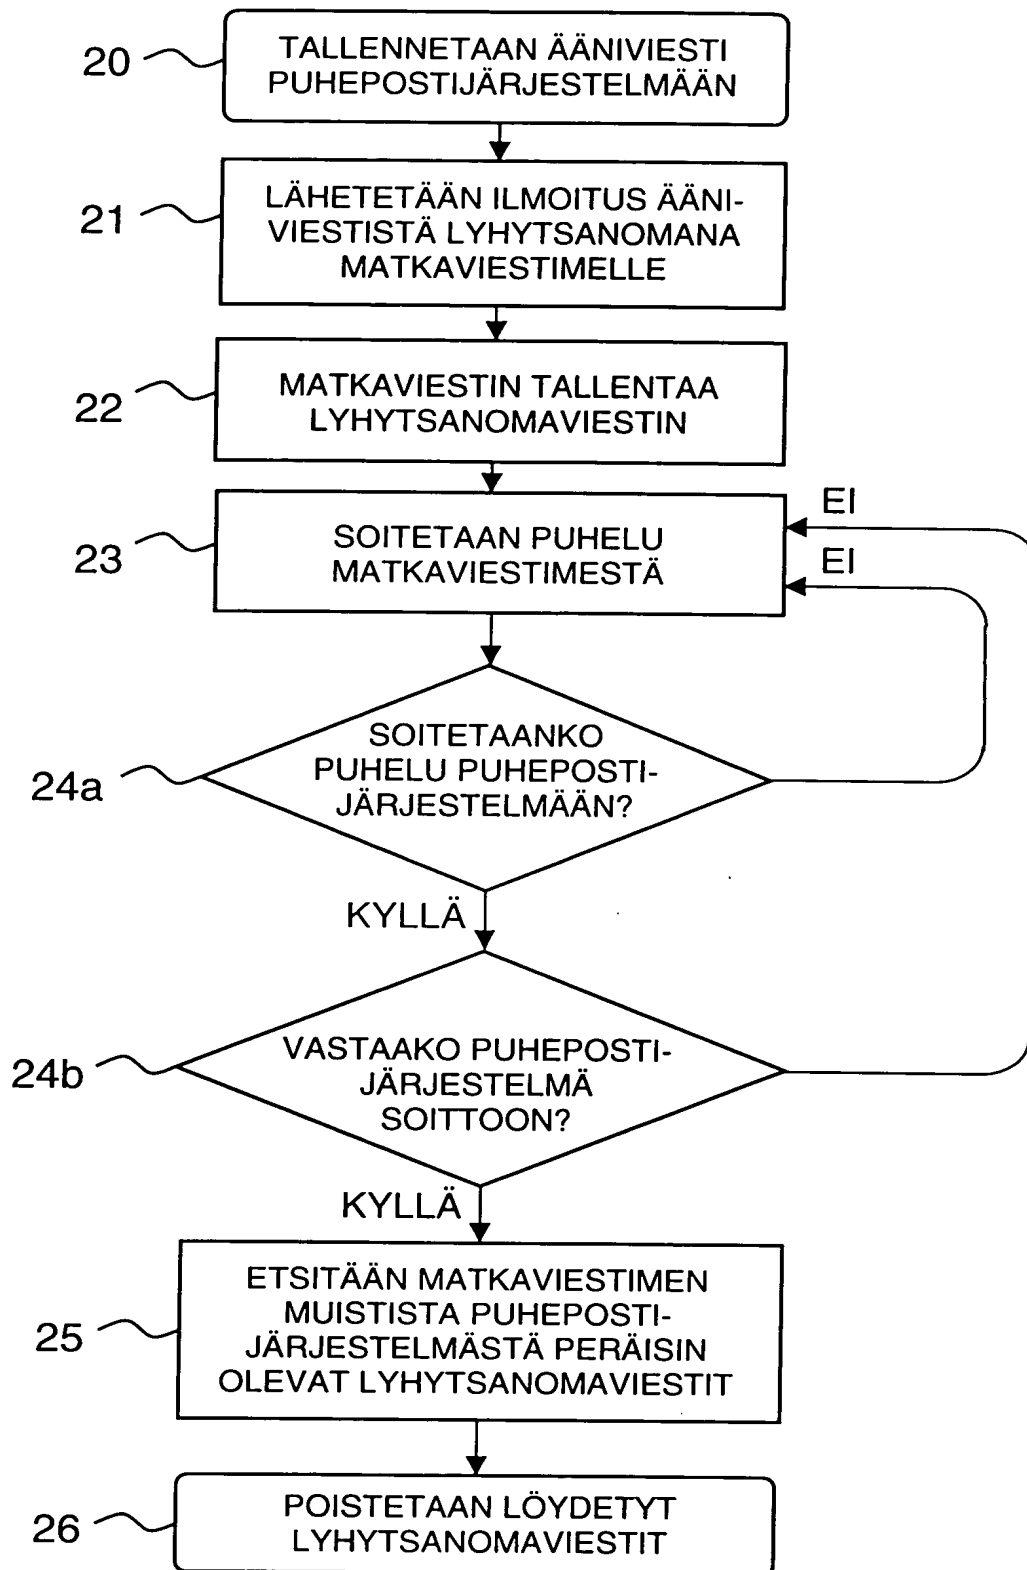 20
TALLENNETAAN ÄÄNIVIESTI
PUHEPOSTIJÄRJESTELMÄÄN
21
LÄHETETÄÄN ILMOITUS ÄÄNI-
VIESTISTÄ LYHYTSANOMANA
MATKAVIESTIMELLE
22
MATKAVIESTIN TALLENTAA
LYHYTSANOMAVIESTIN
23
SOITETAAN PUHELU
MATKAVIESTIMESTÄ
EI
EI
24a
SOITETAANKO
PUHELU PUHEPOSTI-
JÄRJESTELMÄÄN?
KYLLÄ
24b
VASTAAKO PUHEPOSTI-
JÄRJESTELMÄ
SOITTOON?
KYLLÄ
25
ETSITÄÄN MATKAVIESTIMEN
MUISTISTA PUHEPOSTI-
JÄRJESTELMÄSTÄ PERÄISIN
OLEVAT LYHYTSANOMAVIESTIT
26
POISTETAAN LÖYDETYT
LYHYTSANOMAVIESTIT